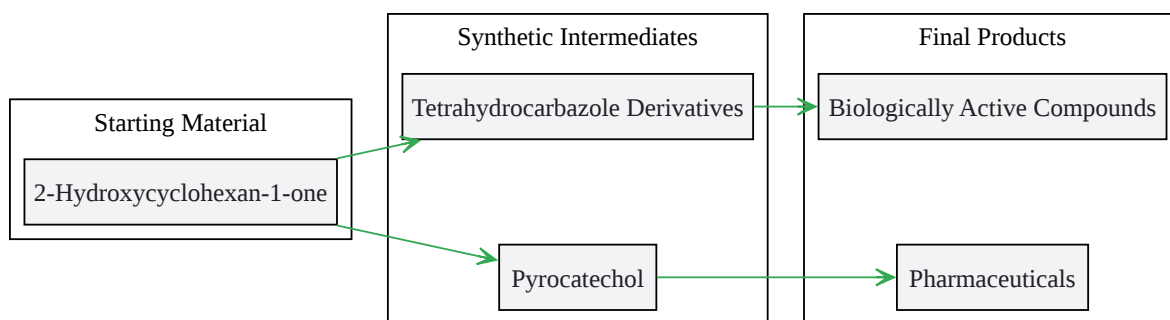 Starting Material
2-Hydroxycyclohexan-1-one
Synthetic Intermediates
Tetrahydrocarbazole Derivatives
Pyrocatechol
Final Products
Biologically Active Compounds
Pharmaceuticals